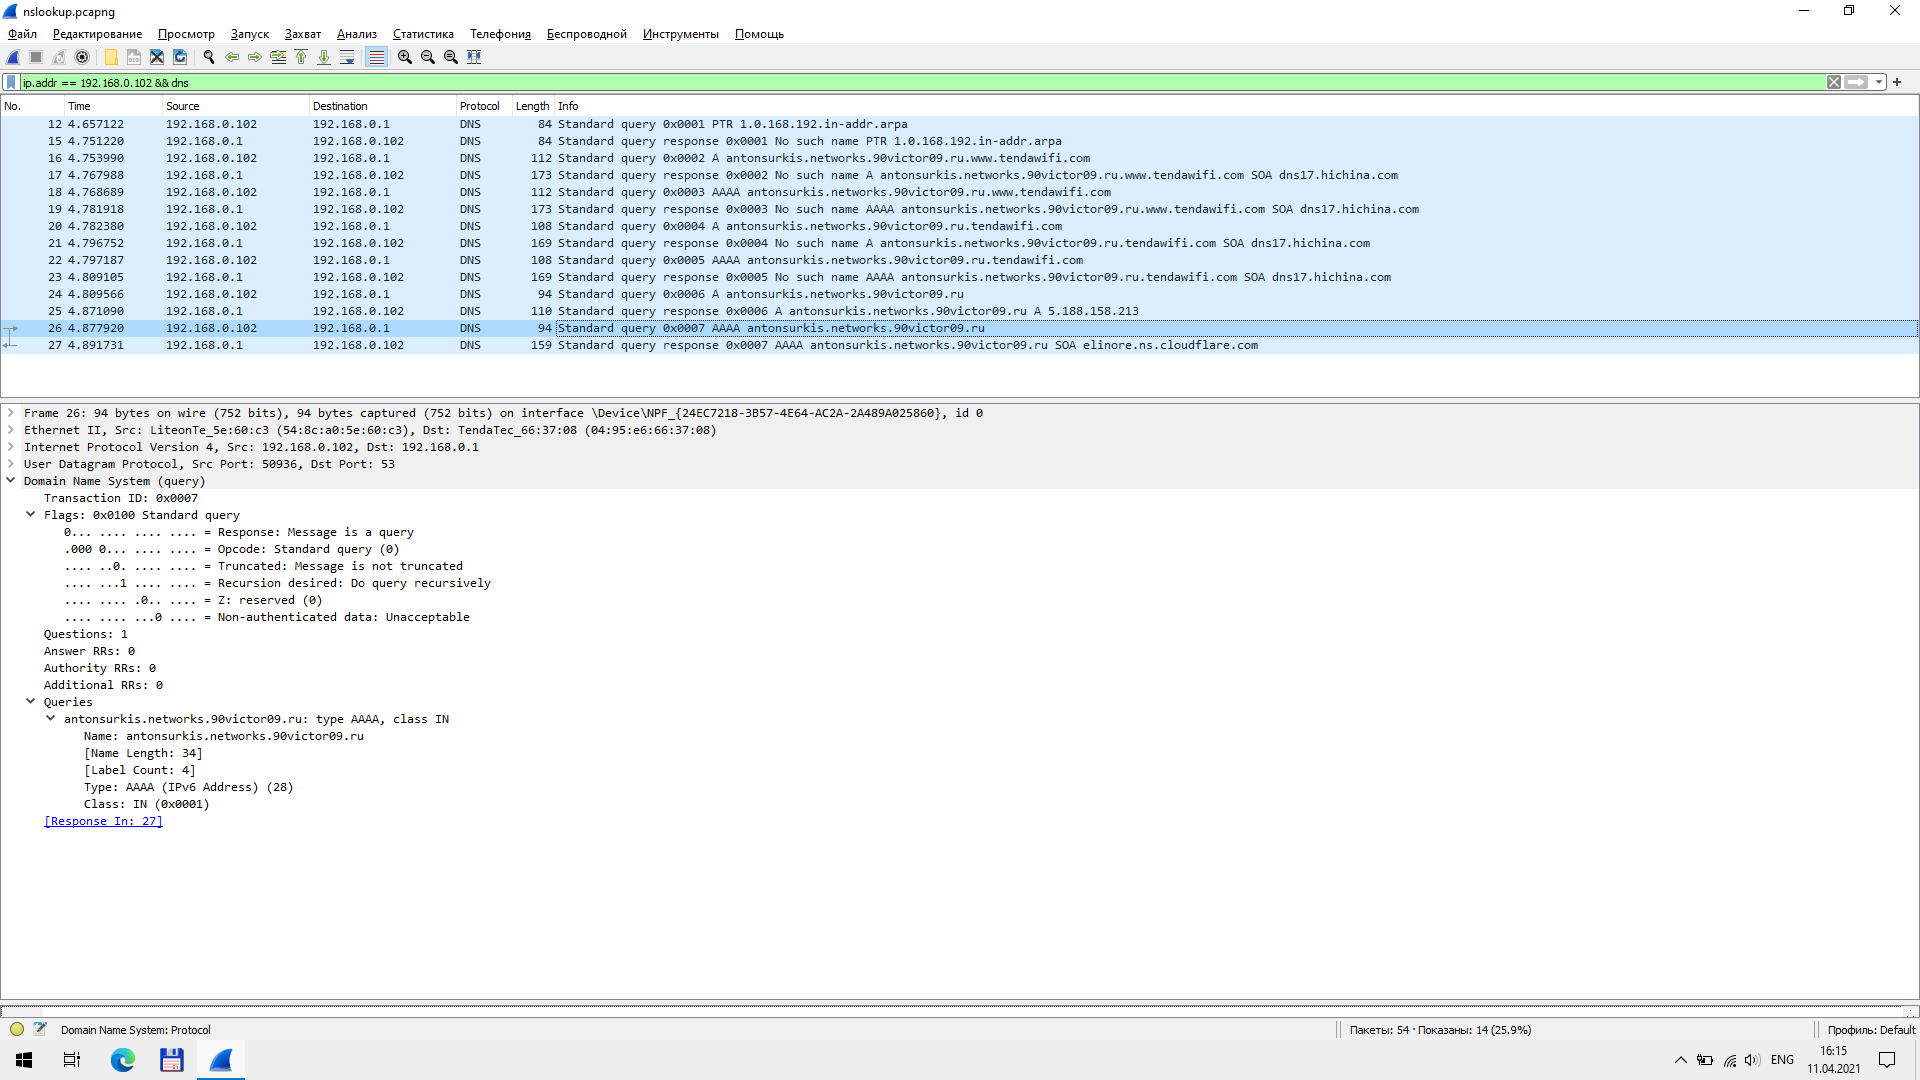 nslookup.pcapng
Файл Редактирование Просмотр Запуск Захват Анализ Статистика Телефония Беспроводной Инструменты Помощь
ip.addr == 192.168.0.102 && dns
No. Time Source Destination Protocol Length Info
12 4.657122 192.168.0.102 192.168.0.1 DNS 84 Standard query 0x0001 PTR 1.0.168.192.in-addr.arpa
15 4.751220 192.168.0.1 192.168.0.102 DNS 84 Standard query response 0x0001 No such name PTR 1.0.168.192.in-addr.arpa
16 4.753990 192.168.0.102 192.168.0.1 DNS 112 Standard query 0x0002 A antonsurkis.networks.90victor09.ru.www.tendawifi.com
17 4.767988 192.168.0.1 192.168.0.102 DNS 173 Standard query response 0x0002 No such name A antonsurkis.networks.90victor09.ru.www.tendawifi.com SOA dns17.hichina.com
18 4.768689 192.168.0.102 192.168.0.1 DNS 112 Standard query 0x0003 AAAA antonsurkis.networks.90victor09.ru.www.tendawifi.com
19 4.781918 192.168.0.1 192.168.0.102 DNS 173 Standard query response 0x0003 No such name AAAA antonsurkis.networks.90victor09.ru.www.tendawifi.com SOA dns17.hichina.com
20 4.782380 192.168.0.102 192.168.0.1 DNS 108 Standard query 0x0004 A antonsurkis.networks.90victor09.ru.tendawifi.com
21 4.796752 192.168.0.1 192.168.0.102 DNS 169 Standard query response 0x0004 No such name A antonsurkis.networks.90victor09.ru.tendawifi.com SOA dns17.hichina.com
22 4.797187 192.168.0.102 192.168.0.1 DNS 108 Standard query 0x0005 AAAA antonsurkis.networks.90victor09.ru.tendawifi.com
23 4.809105 192.168.0.1 192.168.0.102 DNS 169 Standard query response 0x0005 No such name AAAA antonsurkis.networks.90victor09.ru.tendawifi.com SOA dns17.hichina.com
24 4.809566 192.168.0.102 192.168.0.1 DNS 94 Standard query 0x0006 A antonsurkis.networks.90victor09.ru
25 4.871090 192.168.0.1 192.168.0.102 DNS 110 Standard query response 0x0006 A antonsurkis.networks.90victor09.ru A 5.188.158.213
26 4.877920 192.168.0.102 192.168.0.1 DNS 94 Standard query 0x0007 AAAA antonsurkis.networks.90victor09.ru
27 4.891731 192.168.0.1 192.168.0.102 DNS 159 Standard query response 0x0007 AAAA antonsurkis.networks.90victor09.ru SOA elinore.ns.cloudflare.com
Frame 26: 94 bytes on wire (752 bits), 94 bytes captured (752 bits) on interface \Device\NPF_{24EC7218-3B57-4E64-AC2A-2A489A025860}, id 0
Ethernet II, Src: LiteonTe_5e:60:c3 (54:8c:a0:5e:60:c3), Dst: TendaTec_66:37:08 (04:95:e6:66:37:08)
Internet Protocol Version 4, Src: 192.168.0.102, Dst: 192.168.0.1
User Datagram Protocol, Src Port: 50936, Dst Port: 53
Domain Name System (query)
Transaction ID: 0x0007
Flags: 0x0100 Standard query
0... .... .... .... = Response: Message is a query
.000 0... .... .... = Opcode: Standard query (0)
.... ..0. .... .... = Truncated: Message is not truncated
.... ...1 .... .... = Recursion desired: Do query recursively
.... .... .0.. .... = Z: reserved (0)
.... .... ...0 .... = Non-authenticated data: Unacceptable
Questions: 1
Answer RRs: 0
Authority RRs: 0
Additional RRs: 0
Queries
antonsurkis.networks.90victor09.ru: type AAAA, class IN
Name: antonsurkis.networks.90victor09.ru
[Name Length: 34]
[Label Count: 4]
Type: AAAA (IPv6 Address) (28)
Class: IN (0x0001)
[Response In: 27]
Domain Name System: Protocol
Пакеты: 54 · Показаны: 14 (25.9%)
Профиль: Default
ENG
16:15
11.04.2021